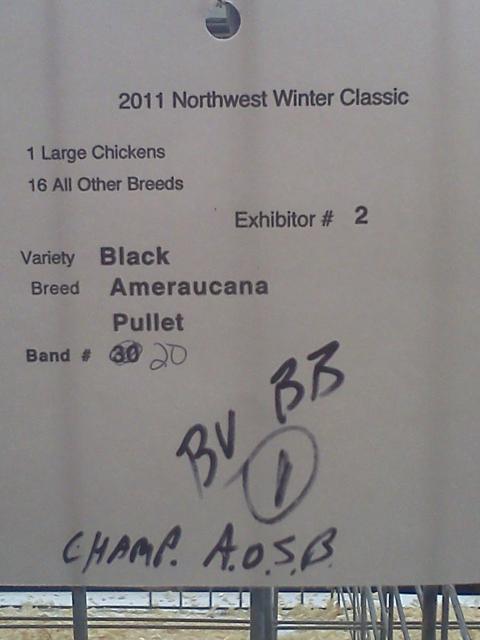 2011 Northwest Winter Classic
1 Large Chickens
16 All Other Breeds
Exhibitor # 2
Variety Black
Breed Ameraucana
Pullet
Band # 30 20
BB
BV
1
CHAMP. A.O.S.B.